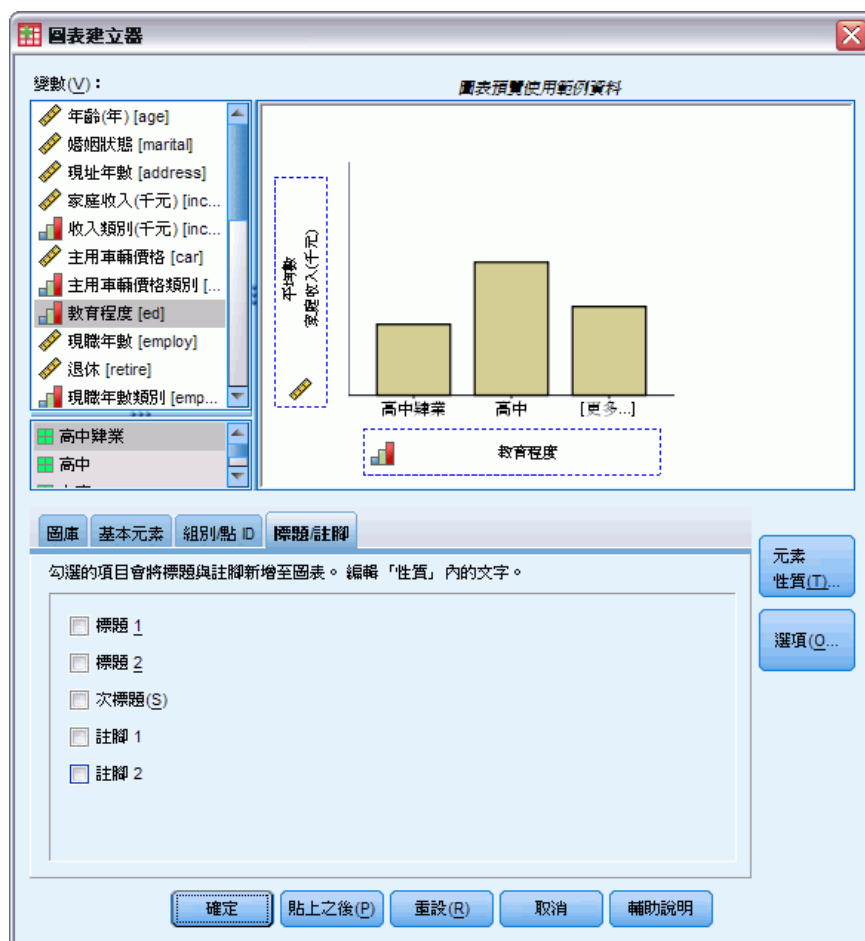 圖表建立器
變數(V)：
圖表預覽使用範例資料
年齡(年) [age]
婚姻狀態 [marital]
現址年數 [address]
家庭收入(千元) [inc...
收入類別(千元) [inc...
主用車輛價格 [car]
主用車輛價格類別 [...
教育程度 [ed]
現職年數 [employ]
退休 [retire]
現職年數類別 [emp...
高中肄業
高中
平均數
家庭收入(千元)
高中肄業
高中
[更多...]
教育程度
圖庫
基本元素
組別/點 ID
標題/註腳
勾選的項目會將標題與註腳新增至圖表。 編輯「性質」內的文字。
標題 1
標題 2
次標題(S)
註腳 1
註腳 2
元素
性質(T)...
選項(O...
確定
貼上之後(P)
重設(R)
取消
輔助說明